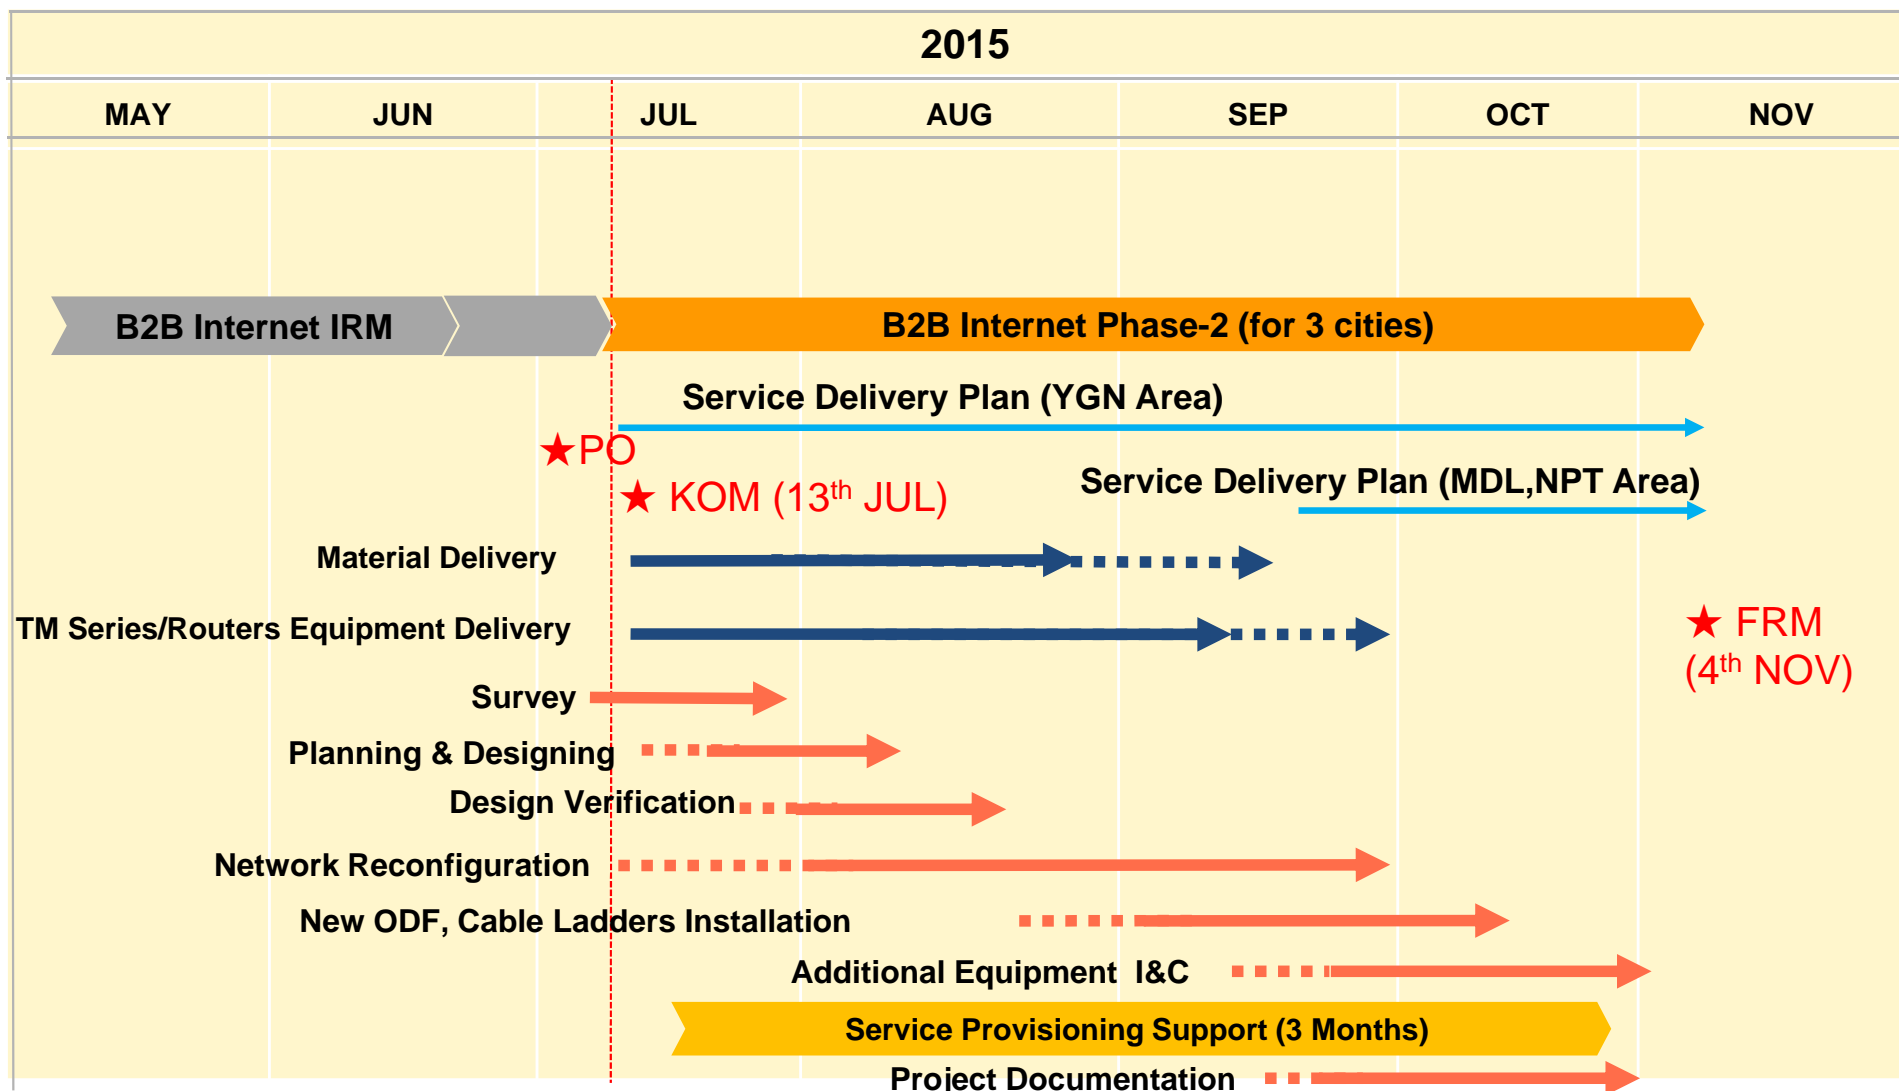 2015
MAY JUN JUL AUG SEP OCT NOV
B2B Internet IRM
B2B Internet Phase-2 (for 3 cities)
Service Delivery Plan (YGN Area)
★PO
★ KOM (13th JUL)
Service Delivery Plan (MDL,NPT Area)
Material Delivery
TM Series/Routers Equipment Delivery
★ FRM
(4th NOV)
Survey
Planning & Designing
Design Verification
Network Reconfiguration
New ODF, Cable Ladders Installation
Additional Equipment I&C
Service Provisioning Support (3 Months)
Project Documentation